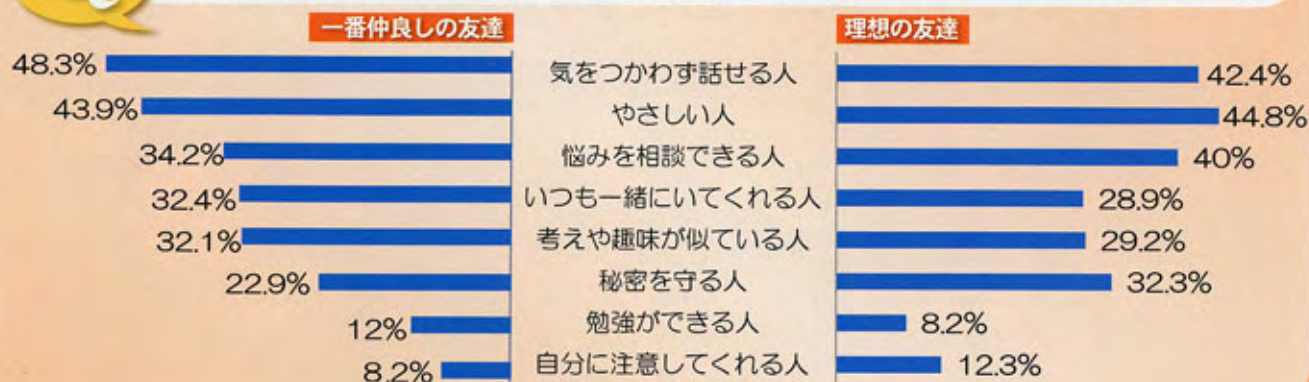 一番仲良しの友達 理想の友達
48.3% 気をつかわず話せる人 42.4%
43.9% やさしい人 44.8%
34.2% 悩みを相談できる人 40%
32.4% いつも一緒にいてくれる人 28.9%
32.1% 考えや趣味が似ている人 29.2%
22.9% 秘密を守る人 32.3%
12% 勉強ができる人 8.2%
8.2% 自分に注意してくれる人 12.3%